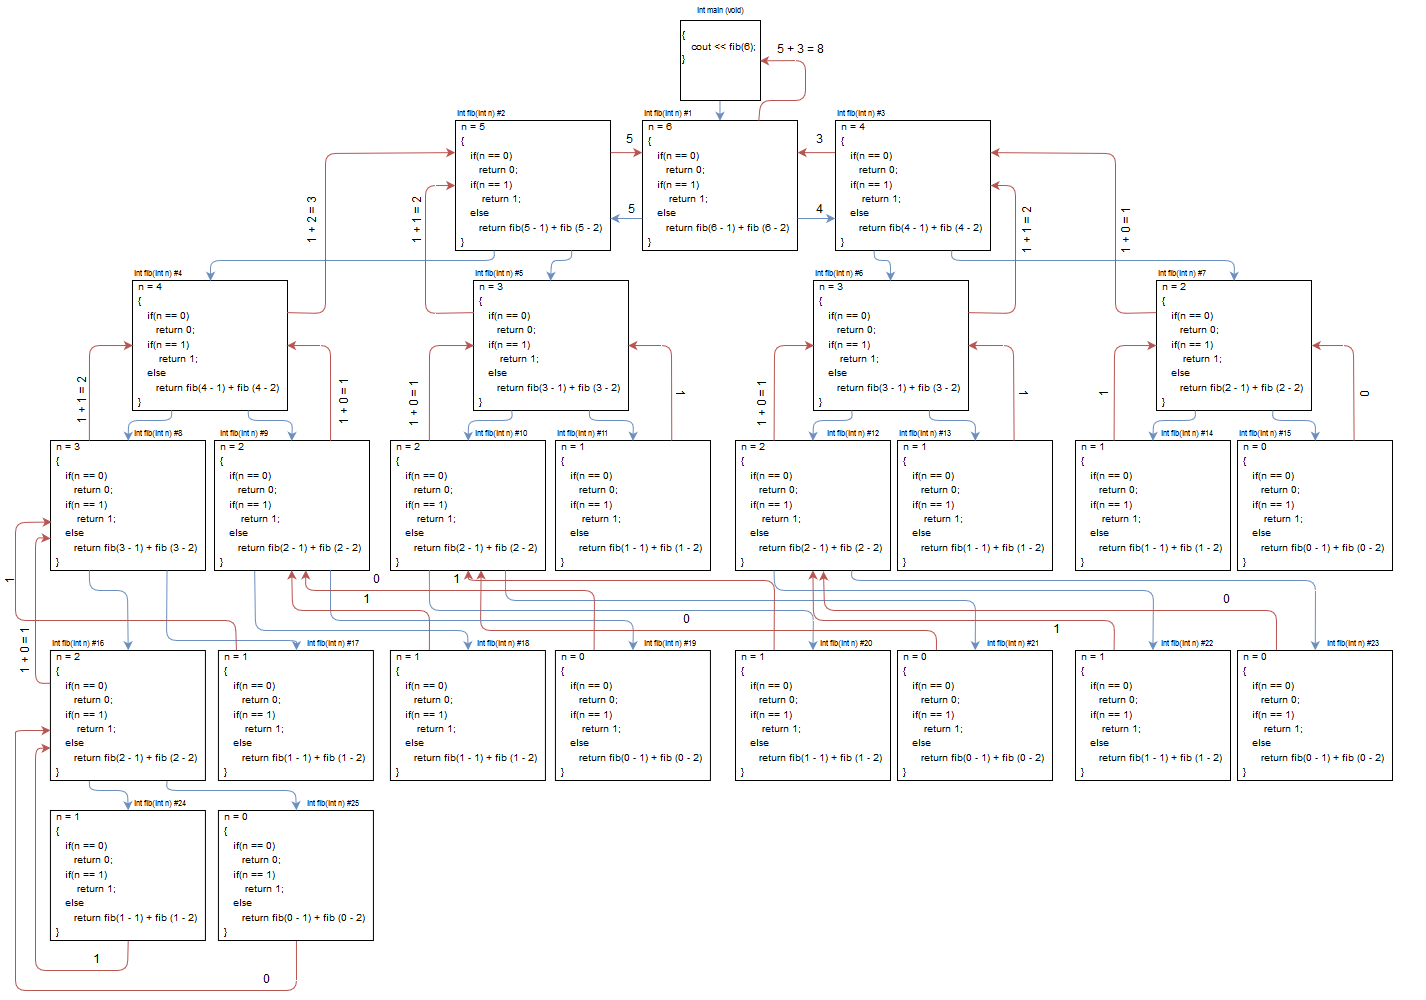 int main (void)
{
cout << fib(6);
}
5 + 3 = 8
int fib(int n) #2
n = 5
{
if(n == 0)
return 0;
if(n == 1)
return 1;
else
return fib(5 - 1) + fib (5 - 2)
}
5
5
int fib(int n) #1
n = 6
{
if(n == 0)
return 0;
if(n == 1)
return 1;
else
return fib(6 - 1) + fib (6 - 2)
}
3
4
int fib(int n) #3
n = 4
{
if(n == 0)
return 0;
if(n == 1)
return 1;
else
return fib(4 - 1) + fib (4 - 2)
}
1 + 2 = 3
1 + 1 = 2
1 + 1 = 2
1 + 0 = 1
int fib(int n) #4
n = 4
{
if(n == 0)
return 0;
if(n == 1)
return 1;
else
return fib(4 - 1) + fib (4 - 2)
}
int fib(int n) #5
n = 3
{
if(n == 0)
return 0;
if(n == 1)
return 1;
else
return fib(3 - 1) + fib (3 - 2)
}
int fib(int n) #6
n = 3
{
if(n == 0)
return 0;
if(n == 1)
return 1;
else
return fib(3 - 1) + fib (3 - 2)
}
int fib(int n) #7
n = 2
{
if(n == 0)
return 0;
if(n == 1)
return 1;
else
return fib(2 - 1) + fib (2 - 2)
}
1 + 1 = 2
1 + 0 = 1
1 + 0 = 1
1
1 + 0 = 1
1
1
0
int fib(int n) #8
n = 3
{
if(n == 0)
return 0;
if(n == 1)
return 1;
else
return fib(3 - 1) + fib (3 - 2)
}
int fib(int n) #9
n = 2
{
if(n == 0)
return 0;
if(n == 1)
return 1;
else
return fib(2 - 1) + fib (2 - 2)
}
int fib(int n) #10
n = 2
{
if(n == 0)
return 0;
if(n == 1)
return 1;
else
return fib(2 - 1) + fib (2 - 2)
}
int fib(int n) #11
n = 1
{
if(n == 0)
return 0;
if(n == 1)
return 1;
else
return fib(1 - 1) + fib (1 - 2)
}
int fib(int n) #12
n = 2
{
if(n == 0)
return 0;
if(n == 1)
return 1;
else
return fib(2 - 1) + fib (2 - 2)
}
int fib(int n) #13
n = 1
{
if(n == 0)
return 0;
if(n == 1)
return 1;
else
return fib(1 - 1) + fib (1 - 2)
}
int fib(int n) #14
n = 1
{
if(n == 0)
return 0;
if(n == 1)
return 1;
else
return fib(1 - 1) + fib (1 - 2)
}
int fib(int n) #15
n = 0
{
if(n == 0)
return 0;
if(n == 1)
return 1;
else
return fib(0 - 1) + fib (0 - 2)
}
1
1 + 0 = 1
0
1
1
0
0
1
int fib(int n) #16
n = 2
{
if(n == 0)
return 0;
if(n == 1)
return 1;
else
return fib(2 - 1) + fib (2 - 2)
}
int fib(int n) #17
n = 1
{
if(n == 0)
return 0;
if(n == 1)
return 1;
else
return fib(1 - 1) + fib (1 - 2)
}
int fib(int n) #18
n = 1
{
if(n == 0)
return 0;
if(n == 1)
return 1;
else
return fib(1 - 1) + fib (1 - 2)
}
int fib(int n) #19
n = 0
{
if(n == 0)
return 0;
if(n == 1)
return 1;
else
return fib(0 - 1) + fib (0 - 2)
}
int fib(int n) #20
n = 1
{
if(n == 0)
return 0;
if(n == 1)
return 1;
else
return fib(1 - 1) + fib (1 - 2)
}
int fib(int n) #21
n = 0
{
if(n == 0)
return 0;
if(n == 1)
return 1;
else
return fib(0 - 1) + fib (0 - 2)
}
int fib(int n) #22
n = 1
{
if(n == 0)
return 0;
if(n == 1)
return 1;
else
return fib(1 - 1) + fib (1 - 2)
}
int fib(int n) #23
n = 0
{
if(n == 0)
return 0;
if(n == 1)
return 1;
else
return fib(0 - 1) + fib (0 - 2)
}
int fib(int n) #24
n = 1
{
if(n == 0)
return 0;
if(n == 1)
return 1;
else
return fib(1 - 1) + fib (1 - 2)
}
int fib(int n) #25
n = 0
{
if(n == 0)
return 0;
if(n == 1)
return 1;
else
return fib(0 - 1) + fib (0 - 2)
}
1
0